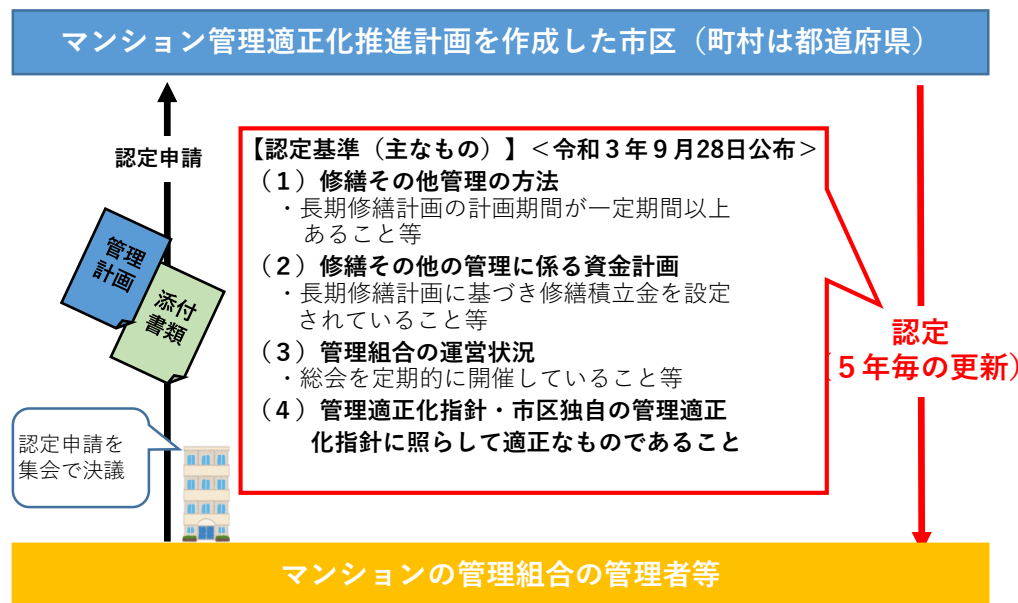 マンション管理適正化推進計画を作成した市区（町村は都道府県）
認定申請
管理
計画
添付
書類
認定申請を
集会で決議
【認定基準（主なもの）】＜令和３年９月28日公布＞
（１）修繕その他管理の方法
・長期修繕計画の計画期間が一定期間以上
あること等
（２）修繕その他の管理に係る資金計画
・長期修繕計画に基づき修繕積立金を設定
されていること等
（３）管理組合の運営状況
・総会を定期的に開催していること等
（４）管理適正化指針・市区独自の管理適正
化指針に照らして適正なものであること
認定
（５年毎の更新）
マンションの管理組合の管理者等